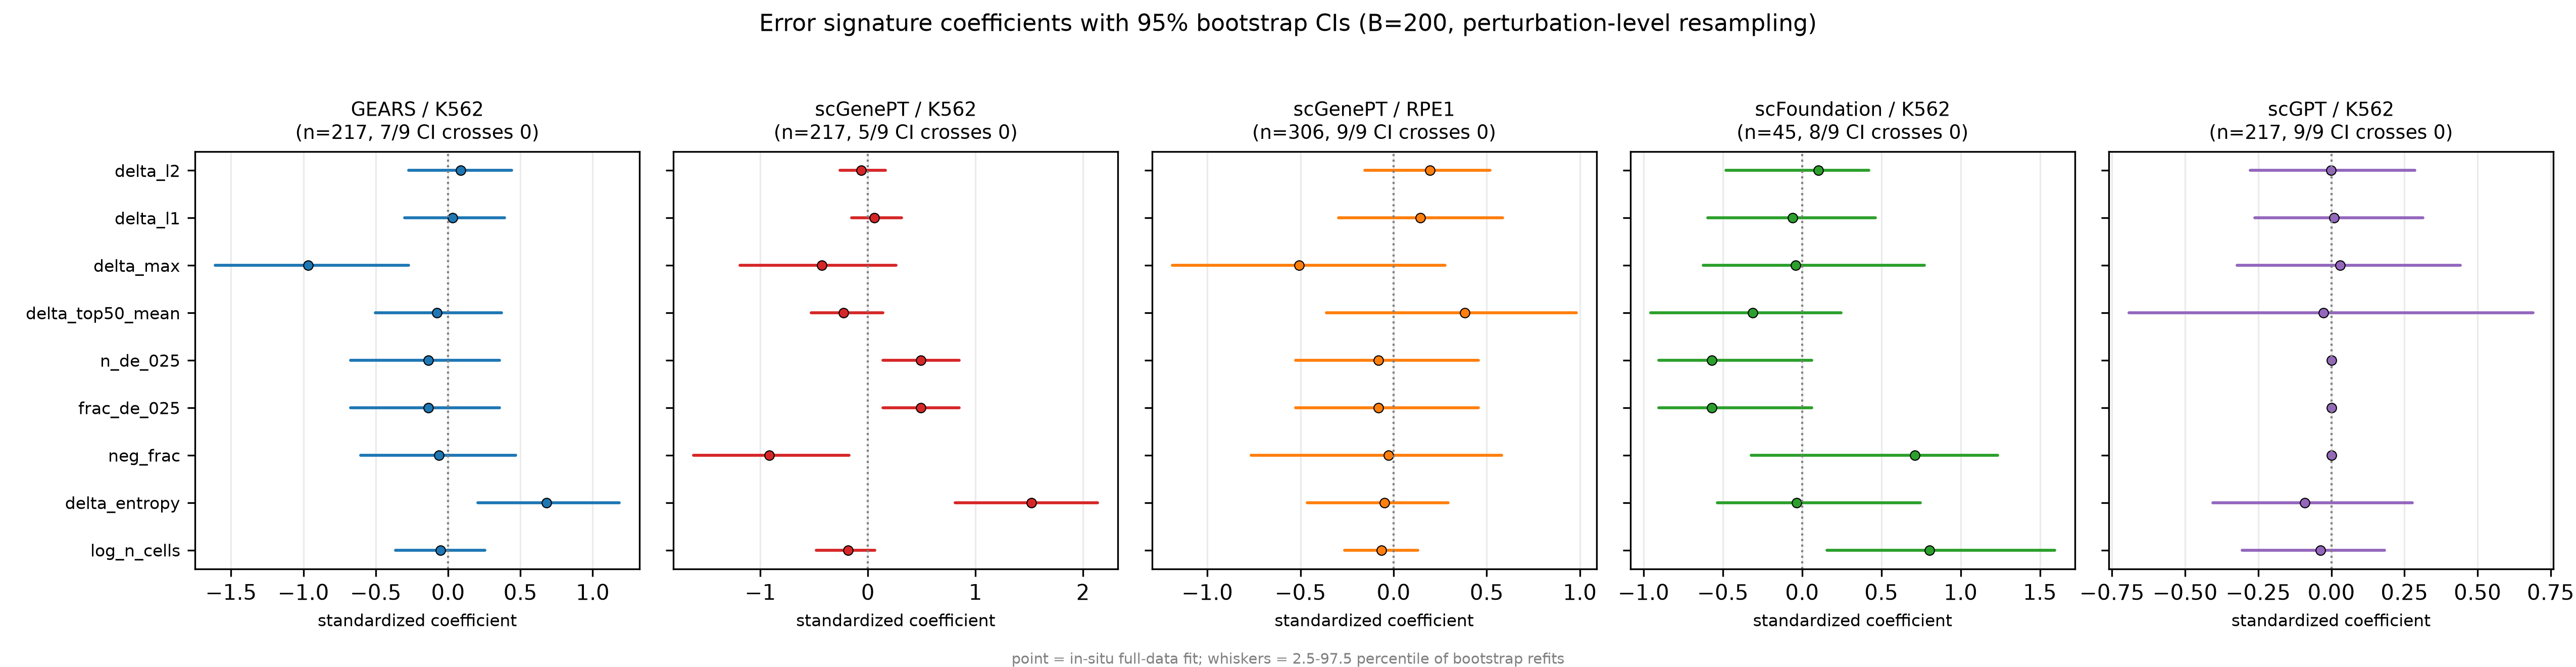 Error signature coefficients with 95% bootstrap CIs (B=200, perturbation-level resampling)
GEARS / K562
(n=217, 7/9 CI crosses 0)
scGenePT / K562
(n=217, 5/9 CI crosses 0)
scGenePT / RPE1
(n=306, 9/9 CI crosses 0)
scFoundation / K562
(n=45, 8/9 CI crosses 0)
scGPT / K562
(n=217, 9/9 CI crosses 0)
delta_l2
delta_l1
delta_max
delta_top50_mean
n_de_025
frac_de_025
neg_frac
delta_entropy
log_n_cells
−1.5 −1.0 −0.5 0.0 0.5 1.0
standardized coefficient
−1 0 1 2
standardized coefficient
−1.0 −0.5 0.0 0.5 1.0
standardized coefficient
−1.0 −0.5 0.0 0.5 1.0 1.5
standardized coefficient
−0.75 −0.50 −0.25 0.00 0.25 0.50 0.75
standardized coefficient
point = in-situ full-data fit; whiskers = 2.5-97.5 percentile of bootstrap refits